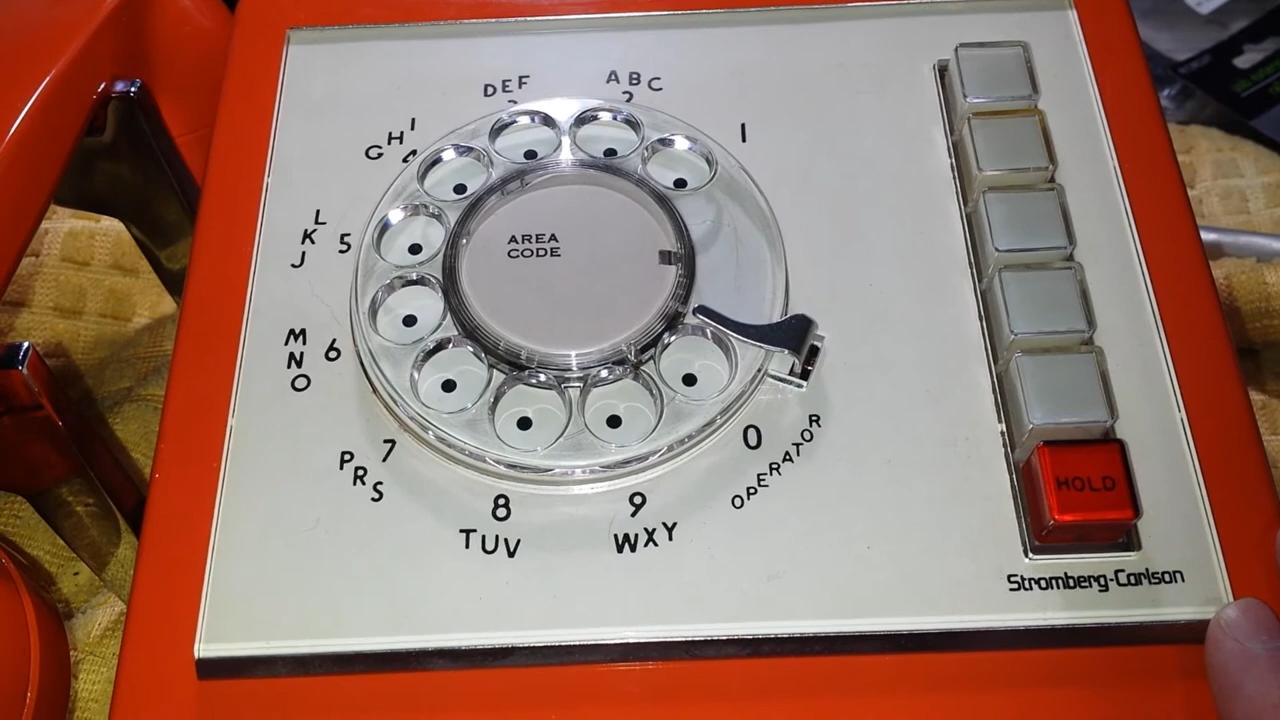 ABC
2
DEF
GHI
4
JKL
5
MNO
6
PRS
7
TUV
8
WXY
9
OPERATOR
0
1
AREA
CODE
HOLD
Stromberg-Carlson